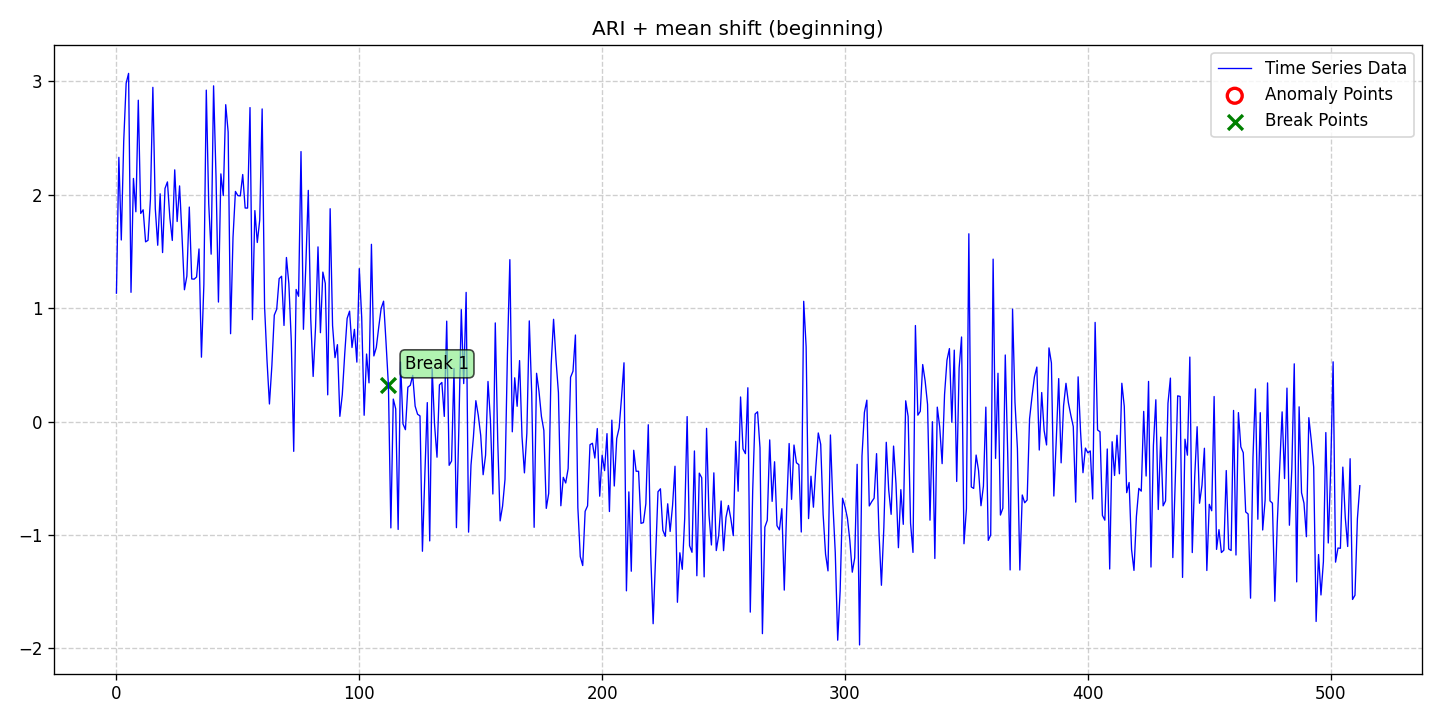 ARI + mean shift (beginning)
Time Series Data
Anomaly Points
Break Points
Break 1
3
2
1
0
−1
−2
0
100
200
300
400
500